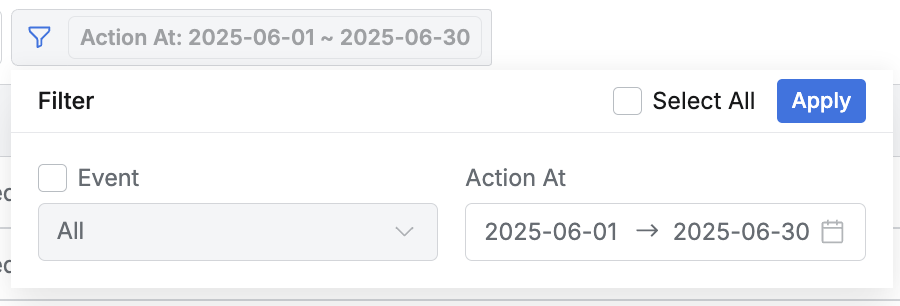 Action At: 2025-06-01 ~ 2025-06-30
Filter
Select All
Apply
Event
Action At
All
2025-06-01 → 2025-06-30